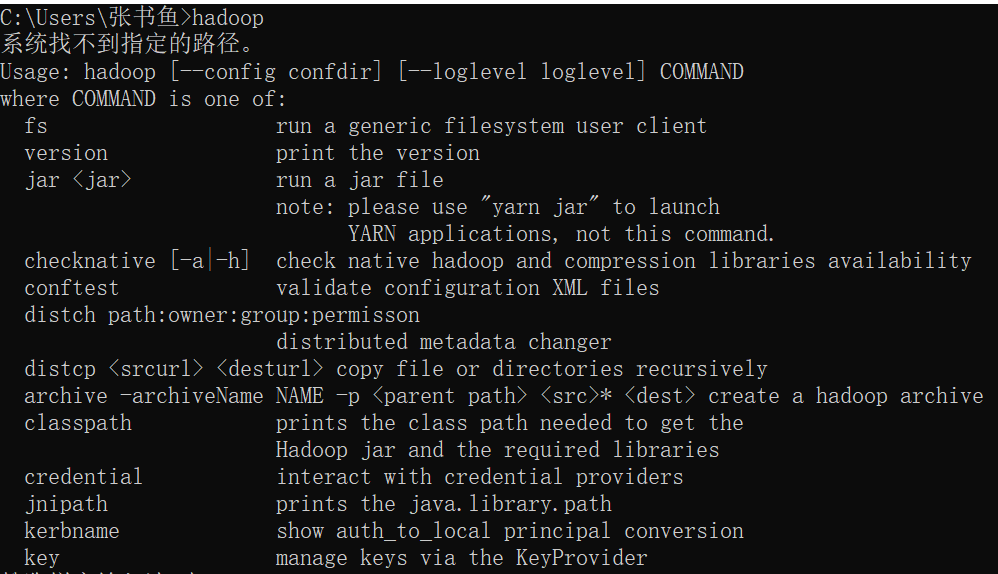 C:\Users\张书鱼>hadoop
系统找不到指定的路径。
Usage: hadoop [--config confdir] [--loglevel loglevel] COMMAND
where COMMAND is one of:
fs run a generic filesystem user client
version print the version
jar <jar> run a jar file
note: please use "yarn jar" to launch
YARN applications, not this command.
checknative [-a|-h] check native hadoop and compression libraries availability
conftest validate configuration XML files
distch path:owner:group:permisson
distributed metadata changer
distcp <srcurl> <desturl> copy file or directories recursively
archive -archiveName NAME -p <parent path> <src>* <dest> create a hadoop archive
classpath prints the class path needed to get the
Hadoop jar and the required libraries
credential interact with credential providers
jnipath prints the java.library.path
kerbname show auth_to_local principal conversion
key manage keys via the KeyProvider